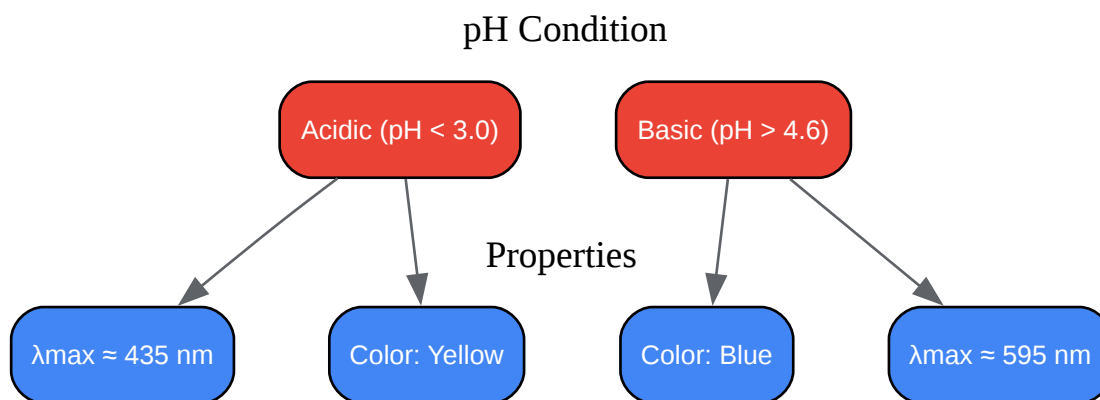 pH Condition
Acidic (pH < 3.0)
Basic (pH > 4.6)
Properties
λmax ≈ 435 nm
Color: Yellow
Color: Blue
λmax ≈ 595 nm